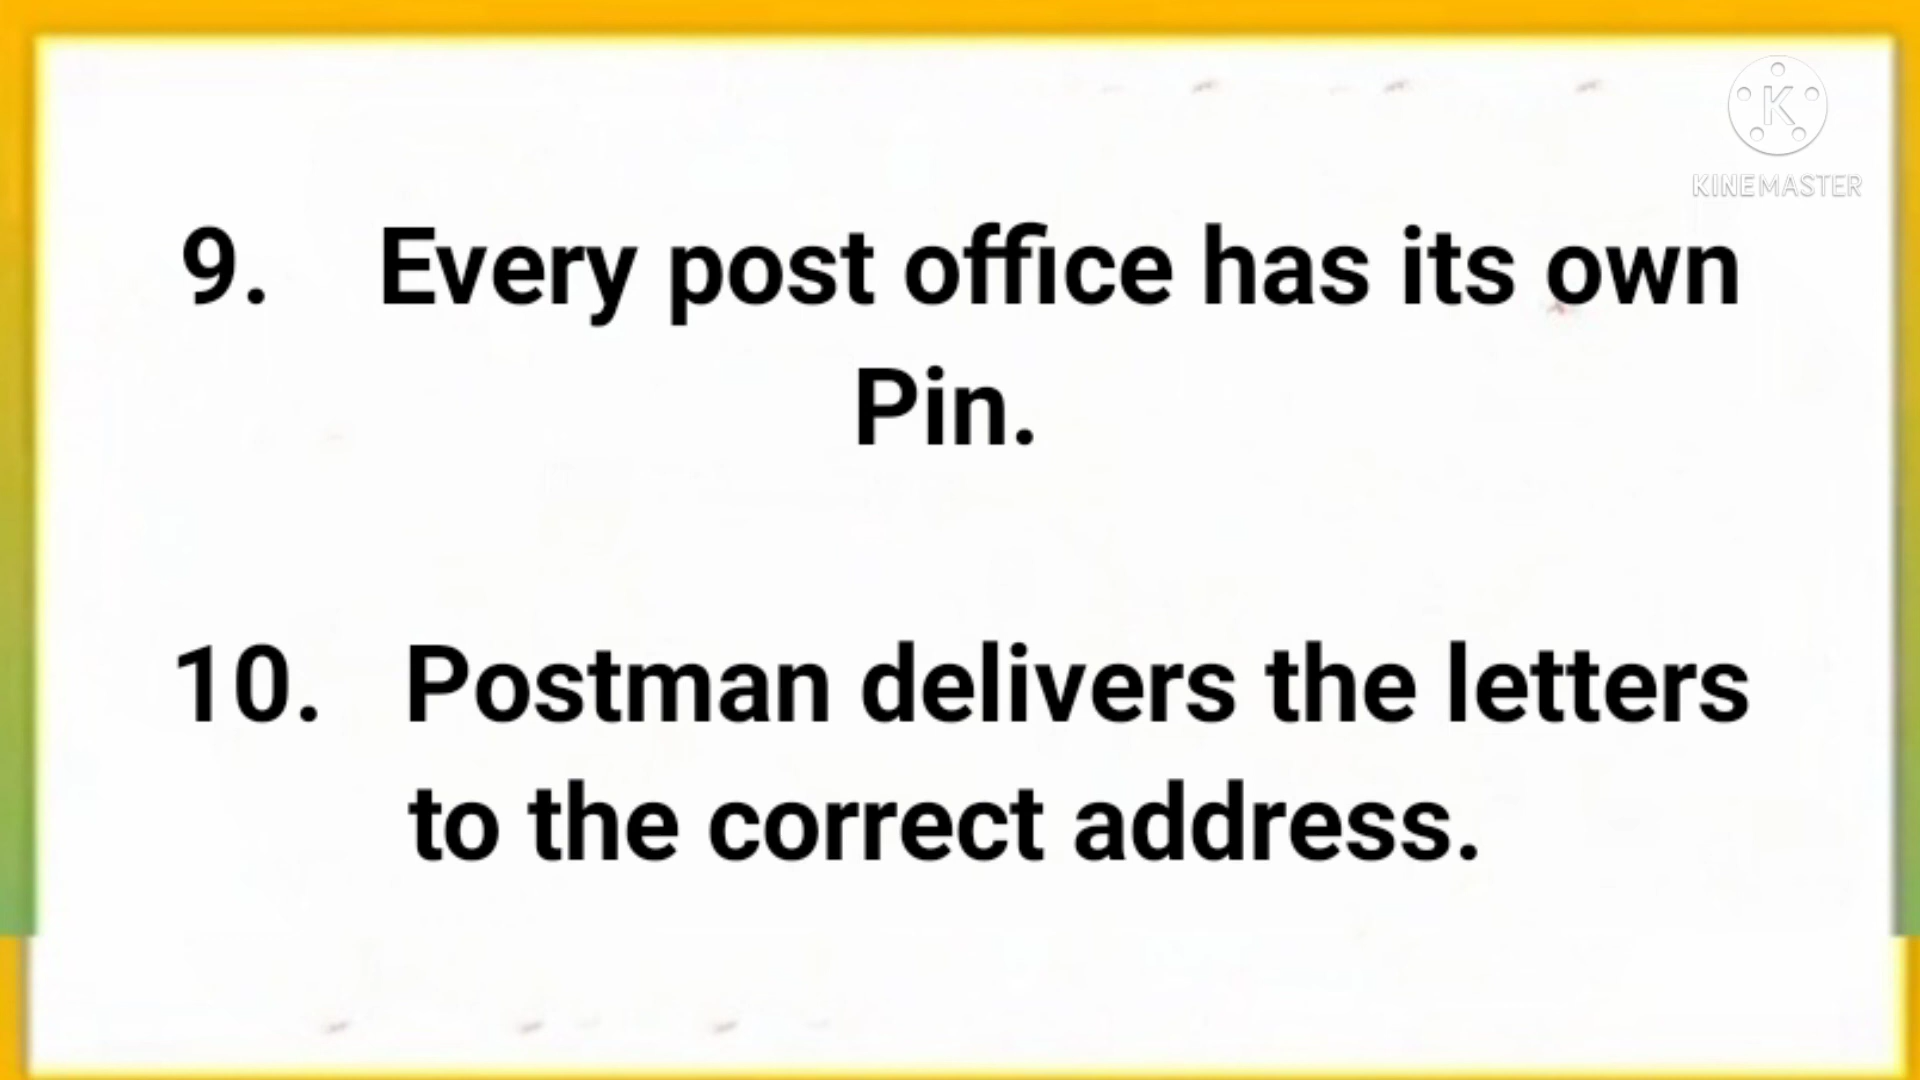 KINEMASTER
9. Every post office has its own
Pin.
10. Postman delivers the letters
to the correct address.